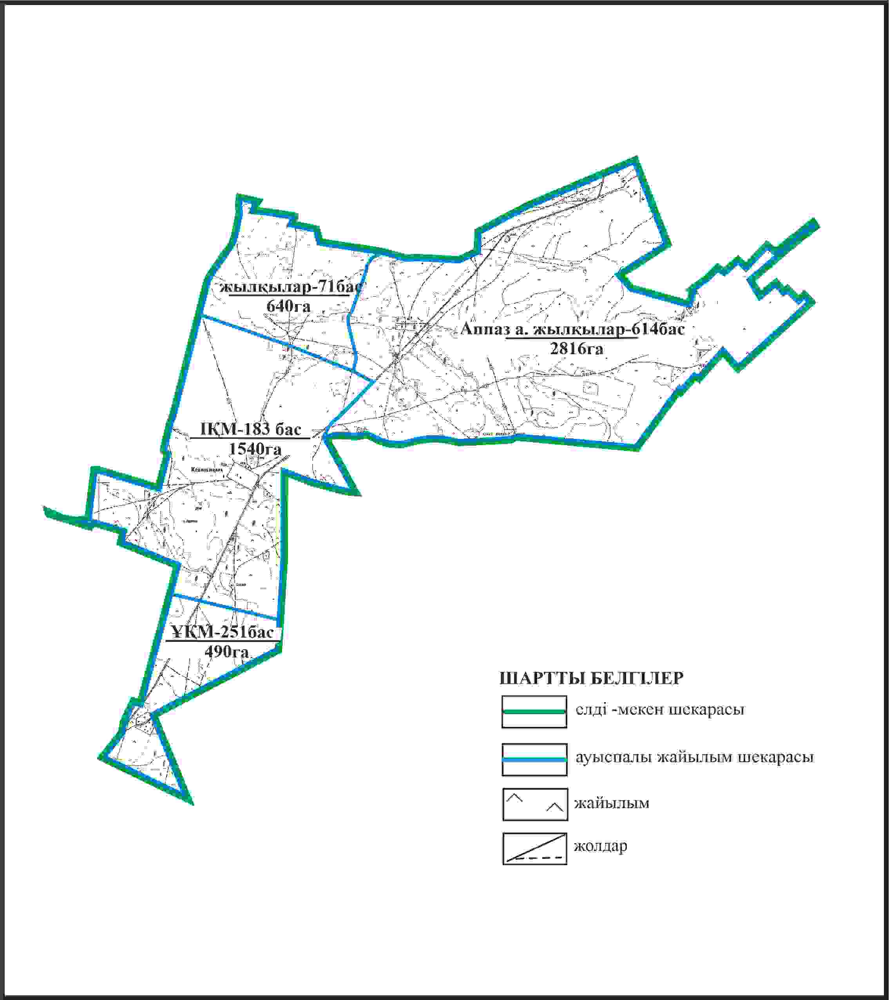 жылқылар-71бас
640га
Аппаз а. жылқылар-614бас
2816га
ІҚМ-183 бас
1540га
ҰҚМ-251бас
490га
ШАРТТЫ БЕЛГІЛЕР
елді -мекен шекарасы
ауыспалы жайылым шекарасы
жайылым
жолдар